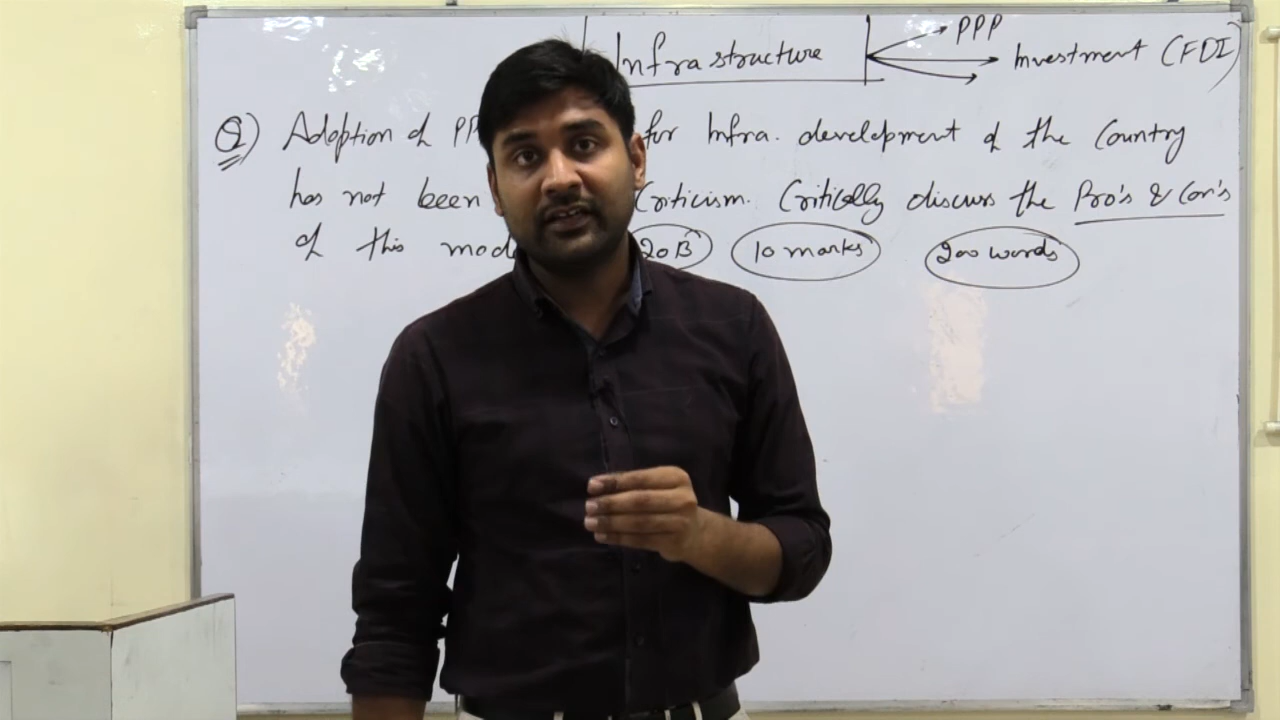 Infrastructure
PPP
Investment (FDI)
Q) Adoption of PP for Infra. development of the Country
has not been Criticism. Critically discuss the Pro's & Con's
of this mod 10 marks 200 words